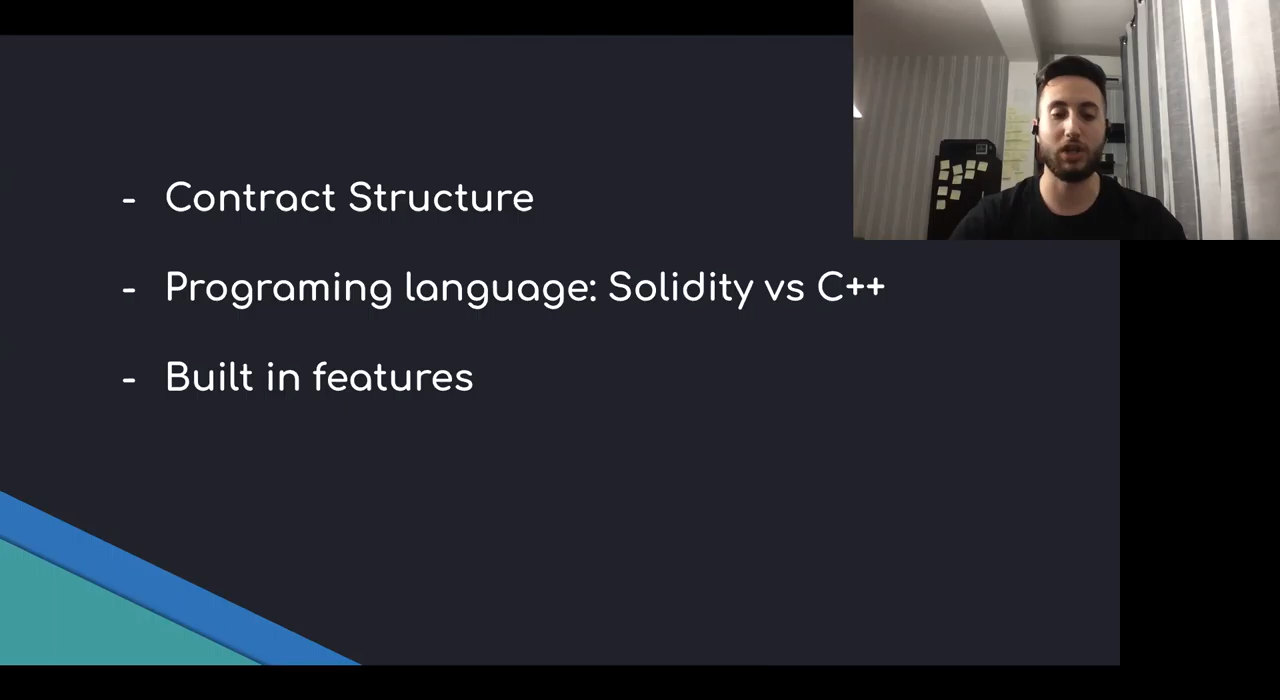 - Contract Structure
- Programing language: Solidity vs C++
- Built in features